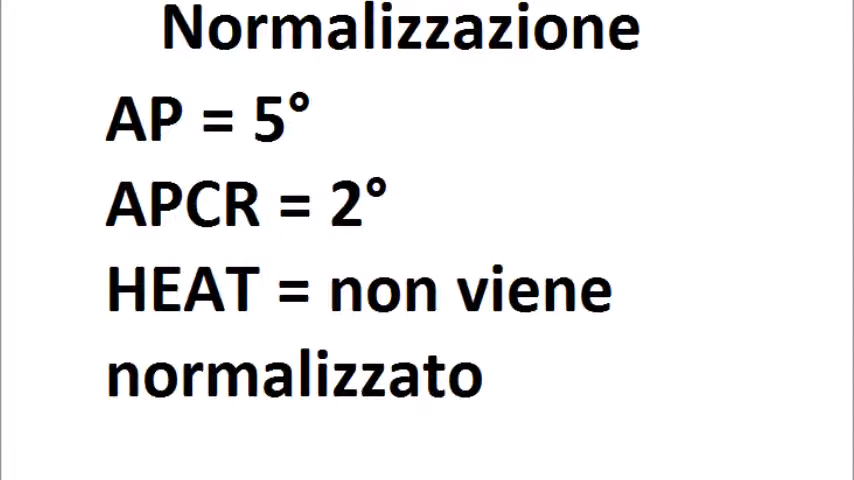 Normalizzazione
AP = 5°
APCR = 2°
HEAT = non viene
normalizzato